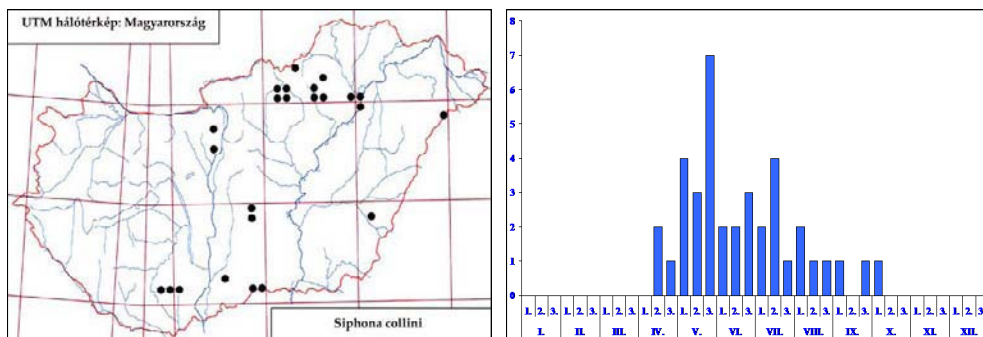 UTM hálótérkép: Magyarország
Siphona collini
8
7
6
5
4
3
2
1
0
1. 2. 3. 1. 2. 3. 1. 2. 3. 1. 2. 3. 1. 2. 3. 1. 2. 3. 1. 2. 3. 1. 2. 3. 1. 2. 3. 1. 2. 3. 1. 2. 3. 1. 2. 3.
I. II. III. IV. V. VI. VII. VIII. IX. X. XI. XII.